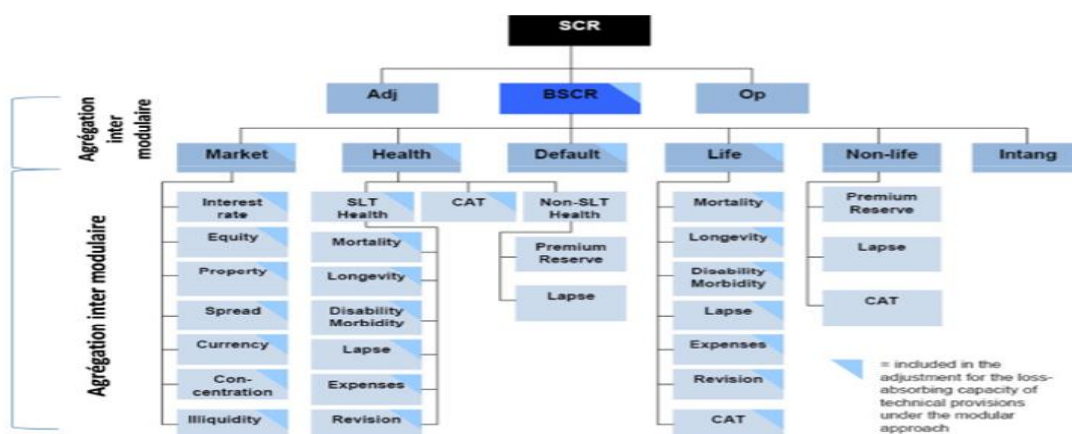 SCR
Adj
BSCR
Op
Agrégation
inter
modulaire
Market
Health
Default
Life
Non-life
Intang
Agrégation inter modulaire
Interest
rate
Equity
Property
Spread
Currency
Con-
centration
Illiquidity
SLT
Health
CAT
Non-SLT
Health
Mortality
Longevity
Disability
Morbidity
Lapse
Expenses
Revision
Premium
Reserve
Lapse
Mortality
Longevity
Disability
Morbidity
Lapse
Expenses
Revision
CAT
Premium
Reserve
Lapse
CAT
= included in the
adjustment for the loss-
absorbing capacity of
technical provisions
under the modular
approach